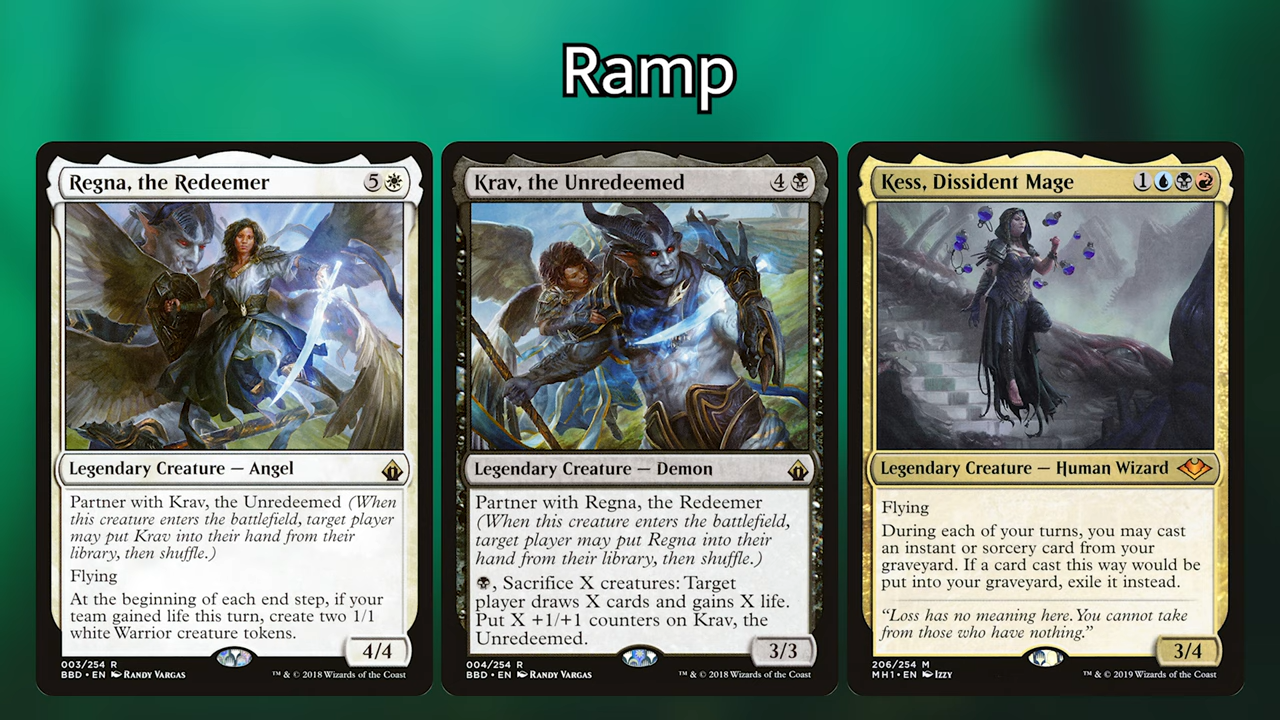 Ramp
Regna, the Redeemer 5
Legendary Creature — Angel
Partner with Krav, the Unredeemed (When
this creature enters the battlefield, target player
may put Krav into their hand from their
library, then shuffle.)
Flying
At the beginning of each end step, if your
team gained life this turn, create two 1/1
white Warrior creature tokens.
4/4
003/254 R
BBD • EN RANDY VARGAS
™ & © 2018 Wizards of the Coast
Krav, the Unredeemed 4
Legendary Creature — Demon
Partner with Regna, the Redeemer
(When this creature enters the battlefield,
target player may put Regna into their
hand from their library, then shuffle.)
, Sacrifice X creatures: Target
player draws X cards and gains X life.
Put X +1/+1 counters on Krav, the
Unredeemed.
3/3
004/254 R
BBD • EN RANDY VARGAS
™ & © 2018 Wizards of the Coast
Kess, Dissident Mage 1
Legendary Creature — Human Wizard
Flying
During each of your turns, you may cast
an instant or sorcery card from your
graveyard. If a card cast this way would be
put into your graveyard, exile it instead.
“Loss has no meaning here. You cannot take
from those who have nothing.”
3/4
206/254 M
MH1 • EN IZZY
™ & © 2019 Wizards of the Coast